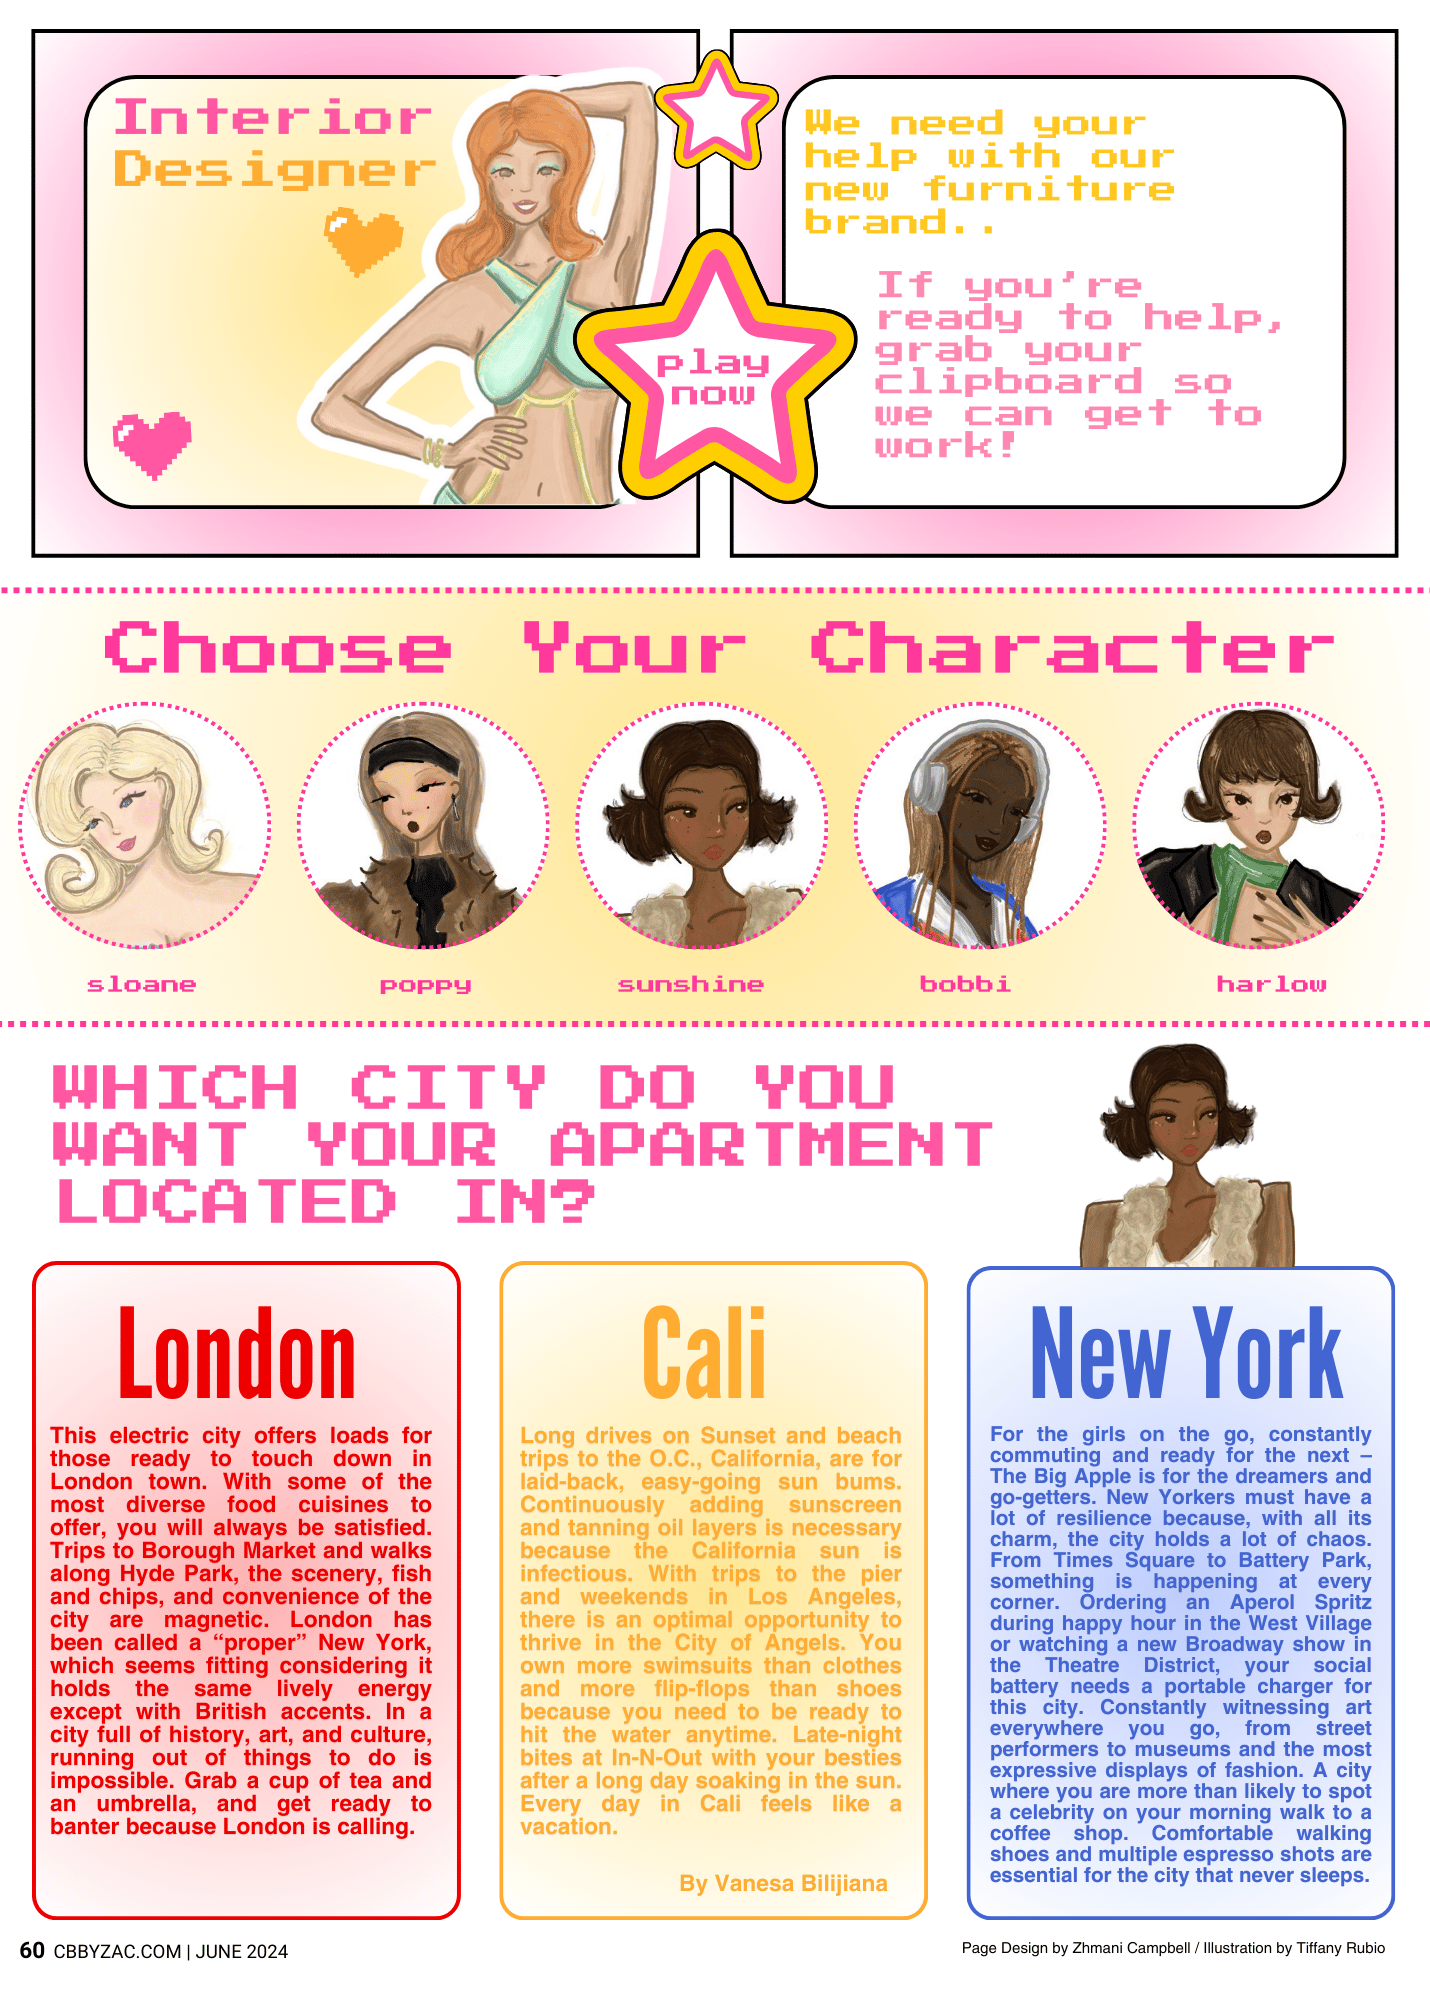 Interior
Designer
play
now
We need your
help with our
new furniture
brand..
If you're
ready to help,
grab your
clipboard so
we can get to
work!
Choose Your Character
sloane
poppy
sunshine
bobbi
harlow
WHICH CITY DO YOU
WANT YOUR APARTMENT
LOCATED IN?
London
This electric city offers loads for
those ready to touch down in
London town. With some of the
most diverse food cuisines to
offer, you will always be satisfied.
Trips to Borough Market and walks
along Hyde Park, the scenery, fish
and chips, and convenience of the
city are magnetic. London has
been called a “proper” New York,
which seems fitting considering it
holds the same lively energy
except with British accents. In a
city full of history, art, and culture,
running out of things to do is
impossible. Grab a cup of tea and
an umbrella, and get ready to
banter because London is calling.
Cali
Long drives on Sunset and beach
trips to the O.C., California, are for
laid-back, easy-going sun bums.
Continuously adding sunscreen
and tanning oil layers is necessary
because the California sun is
infectious. With trips to the pier
and weekends in Los Angeles,
there is an optimal opportunity to
thrive in the City of Angels. You
own more swimsuits than clothes
and more flip-flops than shoes
because you need to be ready to
hit the water anytime. Late-night
bites at In-N-Out with your besties
after a long day soaking in the sun.
Every day in Cali feels like a
vacation.
By Vanesa Bilijiana
New York
For the girls on the go, constantly
commuting and ready for the next –
The Big Apple is for the dreamers and
go-getters. New Yorkers must have a
lot of resilience because, with all its
charm, the city holds a lot of chaos.
From Times Square to Battery Park,
something is happening at every
corner. Ordering an Aperol Spritz
during happy hour in the West Village
or watching a new Broadway show in
the Theatre District, your social
battery needs a portable charger for
this city. Constantly witnessing art
everywhere you go, from street
performers to museums and the most
expressive displays of fashion. A city
where you are more than likely to spot
a celebrity on your morning walk to a
coffee shop. Comfortable walking
shoes and multiple espresso shots are
essential for the city that never sleeps.
60 CBBYZAC.COM | JUNE 2024
Page Design by Zhmani Campbell / Illustration by Tiffany Rubio